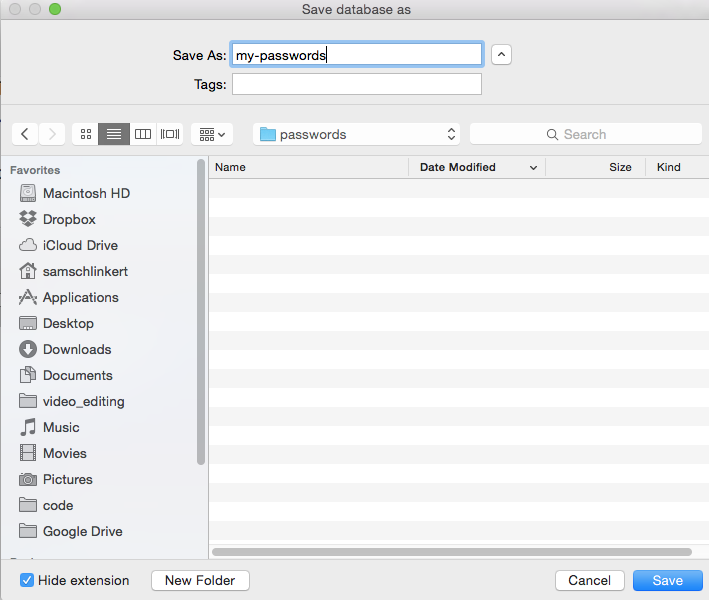 Save database as
Save As: my-passwords
Tags:
passwords
Search
Favorites
Name Date Modified Size Kind
Macintosh HD
Dropbox
iCloud Drive
samschlinkert
Applications
Desktop
Downloads
Documents
video_editing
Music
Movies
Pictures
code
Google Drive
Hide extension New Folder Cancel Save